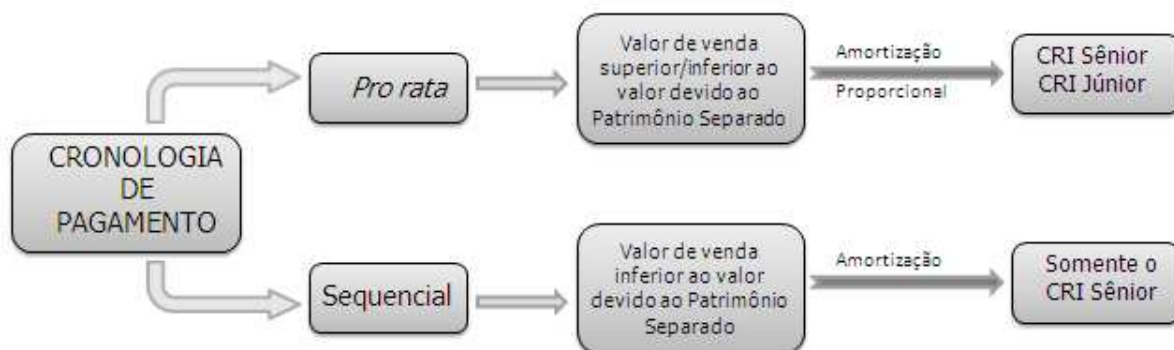 CRONOLOGIA
DE
PAGAMENTO
Pro rata
Valor de venda
superior/inferior ao
valor devido ao
Patrimônio Separado
Amortização
Proporcional
CRI Sênior
CRI Júnior
Sequencial
Valor de venda
inferior ao valor
devido ao Patrimônio
Separado
Amortização
Somente o
CRI Sênior